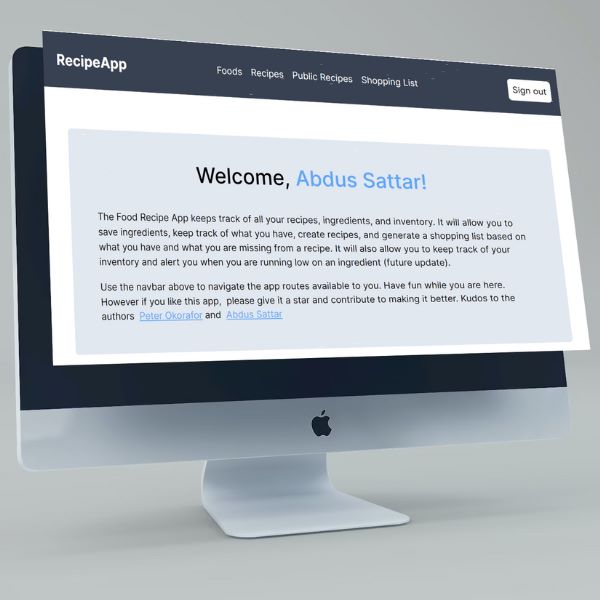 RecipeApp
Foods Recipes Public Recipes Shopping List
Sign out
Welcome, Abdus Sattar!
The Food Recipe App keeps track of all your recipes, ingredients, and inventory. It will allow you to
save ingredients, keep track of what you have, create recipes, and generate a shopping list based on
what you have and what you are missing from a recipe. It will also allow you to keep track of your
inventory and alert you when you are running low on an ingredient (future update).
Use the navbar above to navigate the app routes available to you. Have fun while you are here.
However if you like this app, please give it a star and contribute to making it better. Kudos to the
authors Peter Okorafor and Abdus Sattar